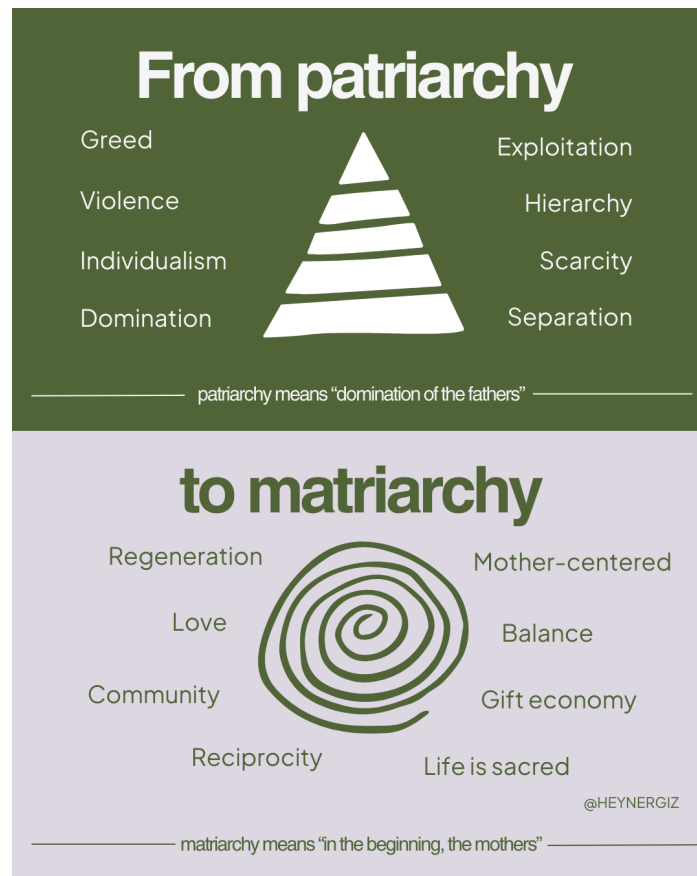 From patriarchy
Greed
Exploitation
Violence
Hierarchy
Individualism
Scarcity
Domination
Separation
patriarchy means “domination of the fathers”
to matriarchy
Regeneration
Mother-centered
Love
Balance
Community
Gift economy
Reciprocity
Life is sacred
@HEYNERGIZ
matriarchy means “in the beginning, the mothers”